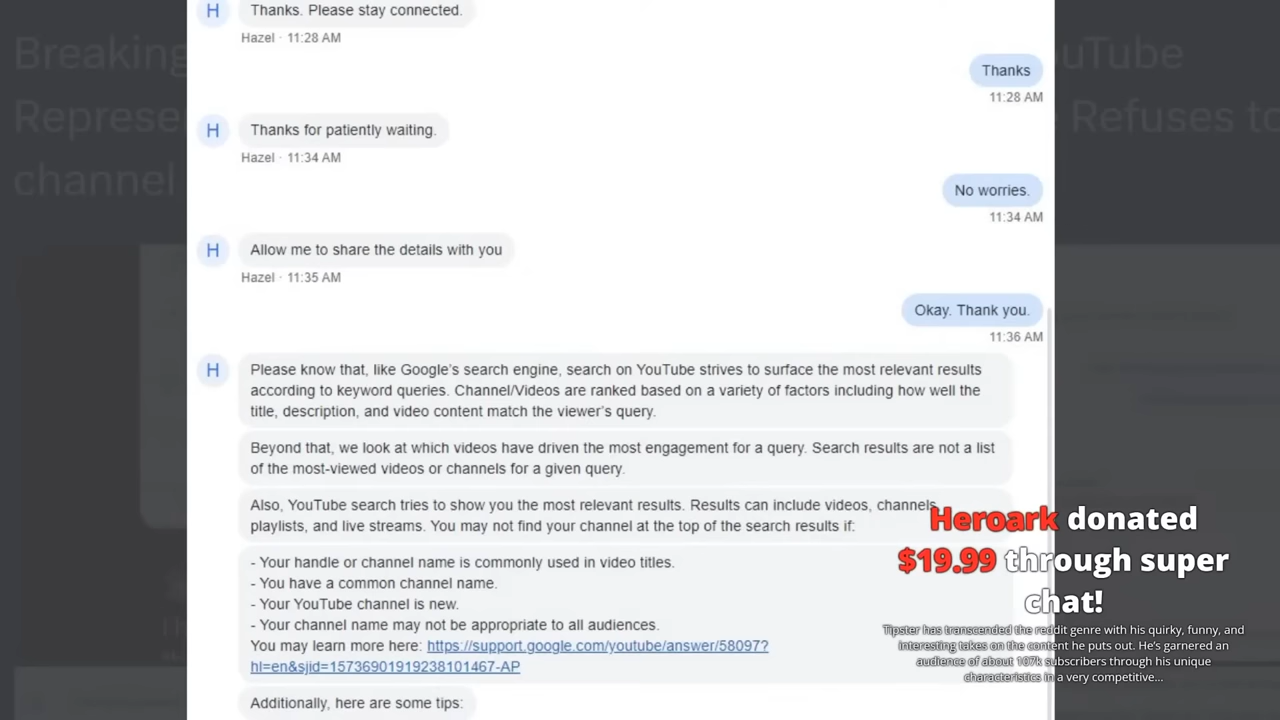 Breaking
uTube
Represe
Refuses to
channel
H
Thanks. Please stay connected.
Hazel · 11:28 AM
Thanks
11:28 AM
H
Thanks for patiently waiting.
Hazel · 11:34 AM
No worries.
11:34 AM
H
Allow me to share the details with you
Hazel · 11:35 AM
Okay. Thank you.
11:36 AM
H
Please know that, like Google's search engine, search on YouTube strives to surface the most relevant results
according to keyword queries. Channel/Videos are ranked based on a variety of factors including how well the
title, description, and video content match the viewer's query.
Beyond that, we look at which videos have driven the most engagement for a query. Search results are not a list
of the most-viewed videos or channels for a given query.
Also, YouTube search tries to show you the most relevant results. Results can include videos, channels,
playlists, and live streams. You may not find your channel at the top of the search results if:
- Your handle or channel name is commonly used in video titles.
- You have a common channel name.
- Your YouTube channel is new.
- Your channel name may not be appropriate to all audiences.
You may learn more here: https://support.google.com/youtube/answer/58097?
hl=en&sjid=15736901919238101467-AP
Additionally, here are some tips:
Heroark donated
$19.99 through super
chat!
Tipster has transcended the reddit genre with his quirky, funny, and
interesting takes on the content he puts out. He's garnered an
audience of about 167k subscribers through his unique
characteristics in a very competitive...